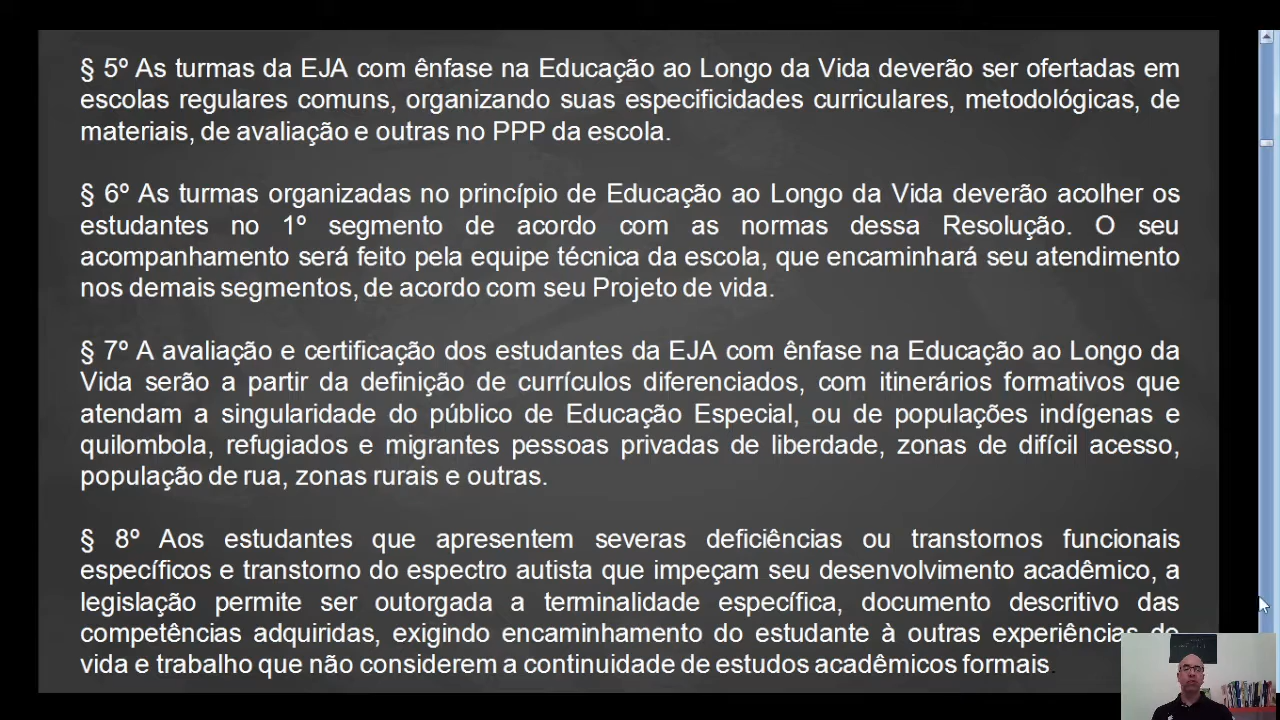 § 5º As turmas da EJA com ênfase na Educação ao Longo da Vida deverão ser ofertadas em
escolas regulares comuns, organizando suas especificidades curriculares, metodológicas, de
materiais, de avaliação e outras no PPP da escola.
§ 6º As turmas organizadas no princípio de Educação ao Longo da Vida deverão acolher os
estudantes no 1º segmento de acordo com as normas dessa Resolução. O seu
acompanhamento será feito pela equipe técnica da escola, que encaminhará seu atendimento
nos demais segmentos, de acordo com seu Projeto de vida.
§ 7º A avaliação e certificação dos estudantes da EJA com ênfase na Educação ao Longo da
Vida serão a partir da definição de currículos diferenciados, com itinerários formativos que
atendam a singularidade do público de Educação Especial, ou de populações indígenas e
quilombola, refugiados e migrantes pessoas privadas de liberdade, zonas de difícil acesso,
população de rua, zonas rurais e outras.
§ 8º Aos estudantes que apresentem severas deficiências ou transtornos funcionais
específicos e transtorno do espectro autista que impeçam seu desenvolvimento acadêmico, a
legislação permite ser outorgada a terminalidade específica, documento descritivo das
competências adquiridas, exigindo encaminhamento do estudante à outras experiências de
vida e trabalho que não considerem a continuidade de estudos acadêmicos formais.